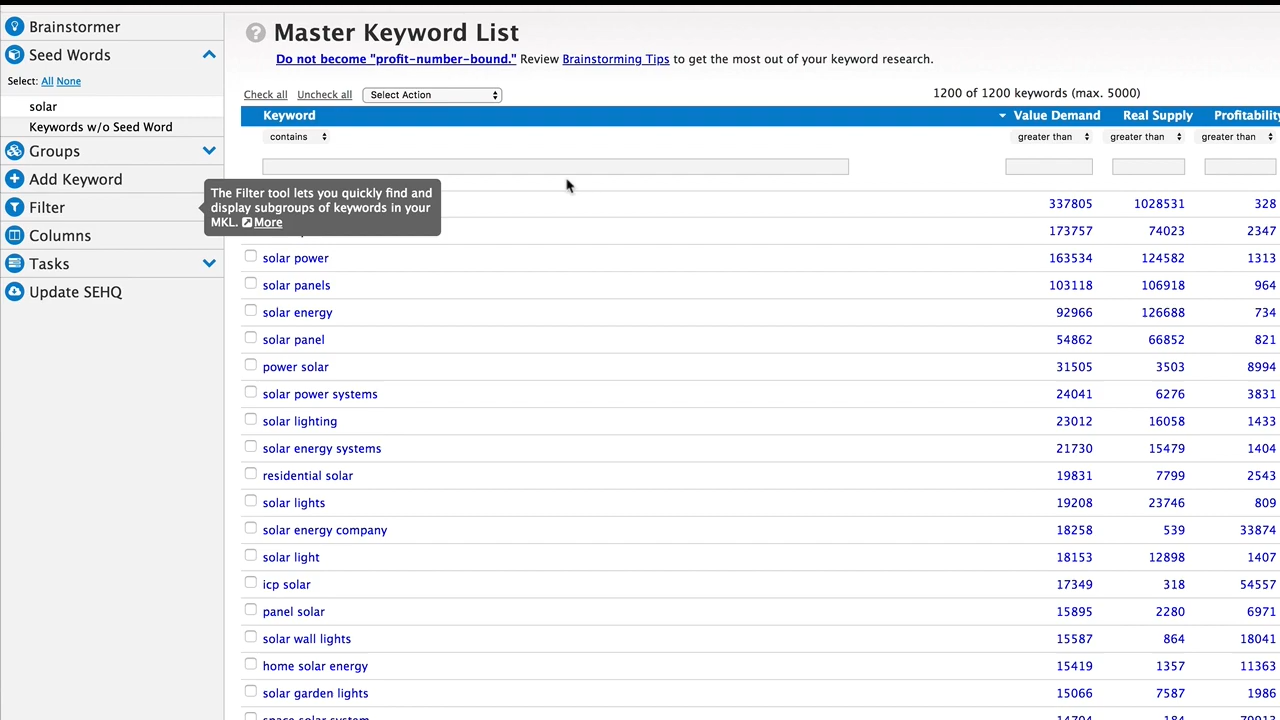 Brainstormer
Seed Words
Select: All None
solar
Keywords w/o Seed Word
Groups
Add Keyword
Filter
Columns
Tasks
Update SEHQ
The Filter tool lets you quickly find and
display subgroups of keywords in your
MKL. More
Master Keyword List
Do not become "profit-number-bound." Review Brainstorming Tips to get the most out of your keyword research.
Check all Uncheck all Select Action 1200 of 1200 keywords (max. 5000)
Keyword Value Demand Real Supply Profitability
contains greater than greater than greater than
337805 1028531 328
173757 74023 2347
solar power 163534 124582 1313
solar panels 103118 106918 964
solar energy 92966 126688 734
solar panel 54862 66852 821
power solar 31505 3503 8994
solar power systems 24041 6276 3831
solar lighting 23012 16058 1433
solar energy systems 21730 15479 1404
residential solar 19831 7799 2543
solar lights 19208 23746 809
solar energy company 18258 539 33874
solar light 18153 12898 1407
icp solar 17349 318 54557
panel solar 15895 2280 6971
solar wall lights 15587 864 18041
home solar energy 15419 1357 11363
solar garden lights 15066 7587 1986
space solar system 14704 184